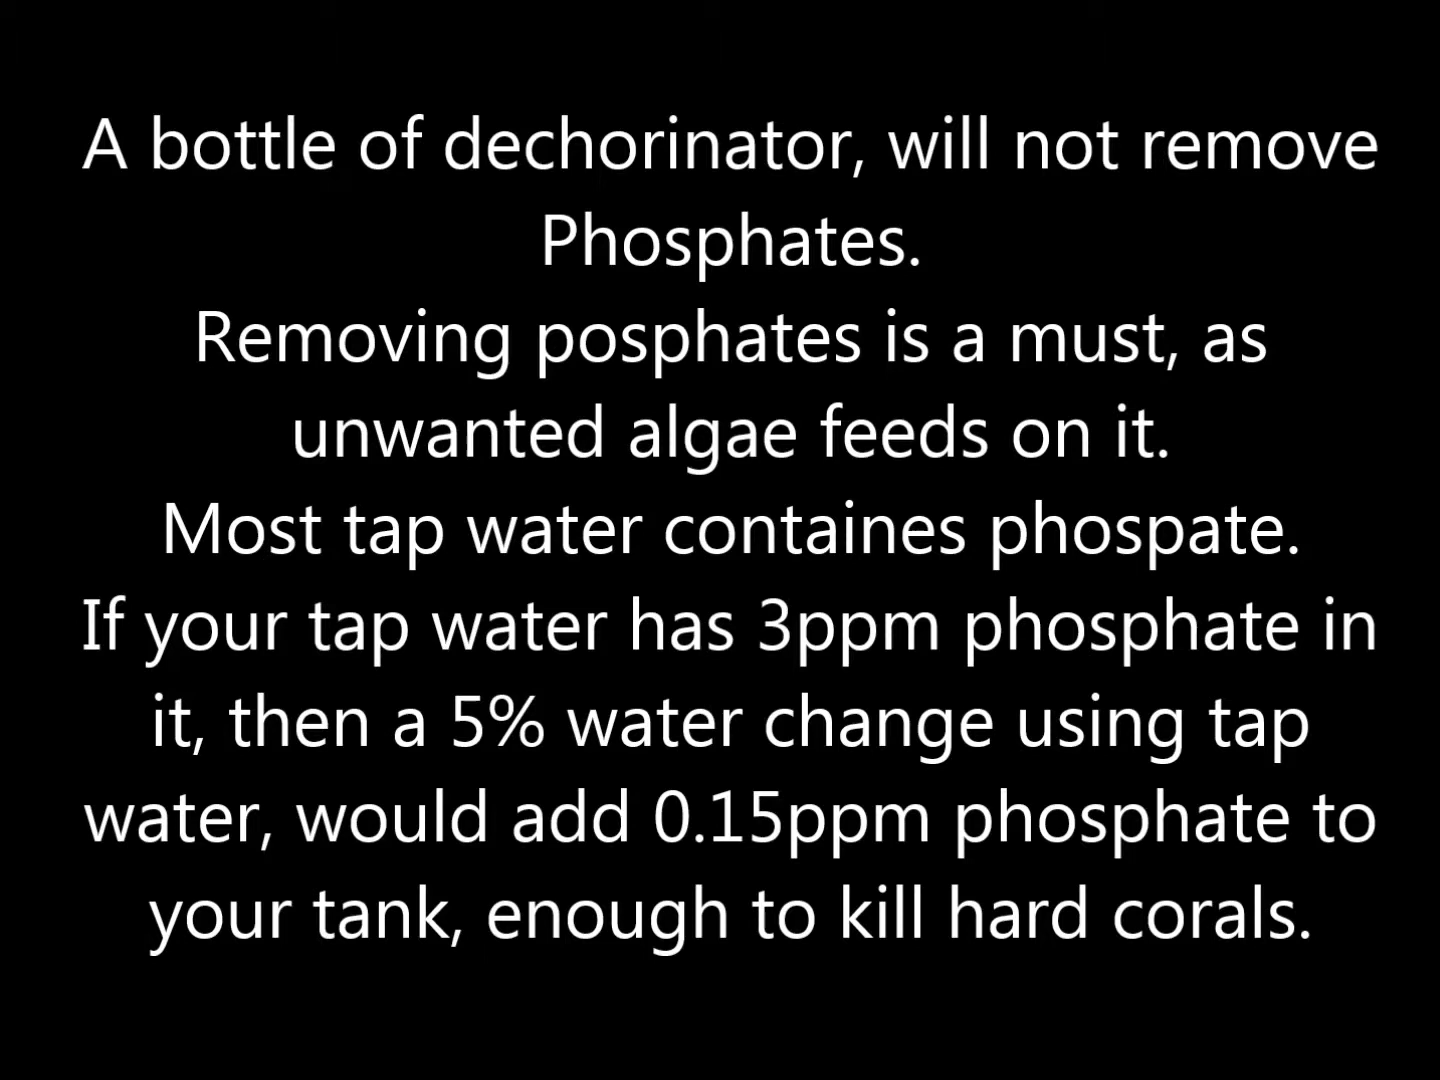 A bottle of dechorinator, will not remove
Phosphates.
Removing posphates is a must, as
unwanted algae feeds on it.
Most tap water containes phospate.
If your tap water has 3ppm phosphate in
it, then a 5% water change using tap
water, would add 0.15ppm phosphate to
your tank, enough to kill hard corals.